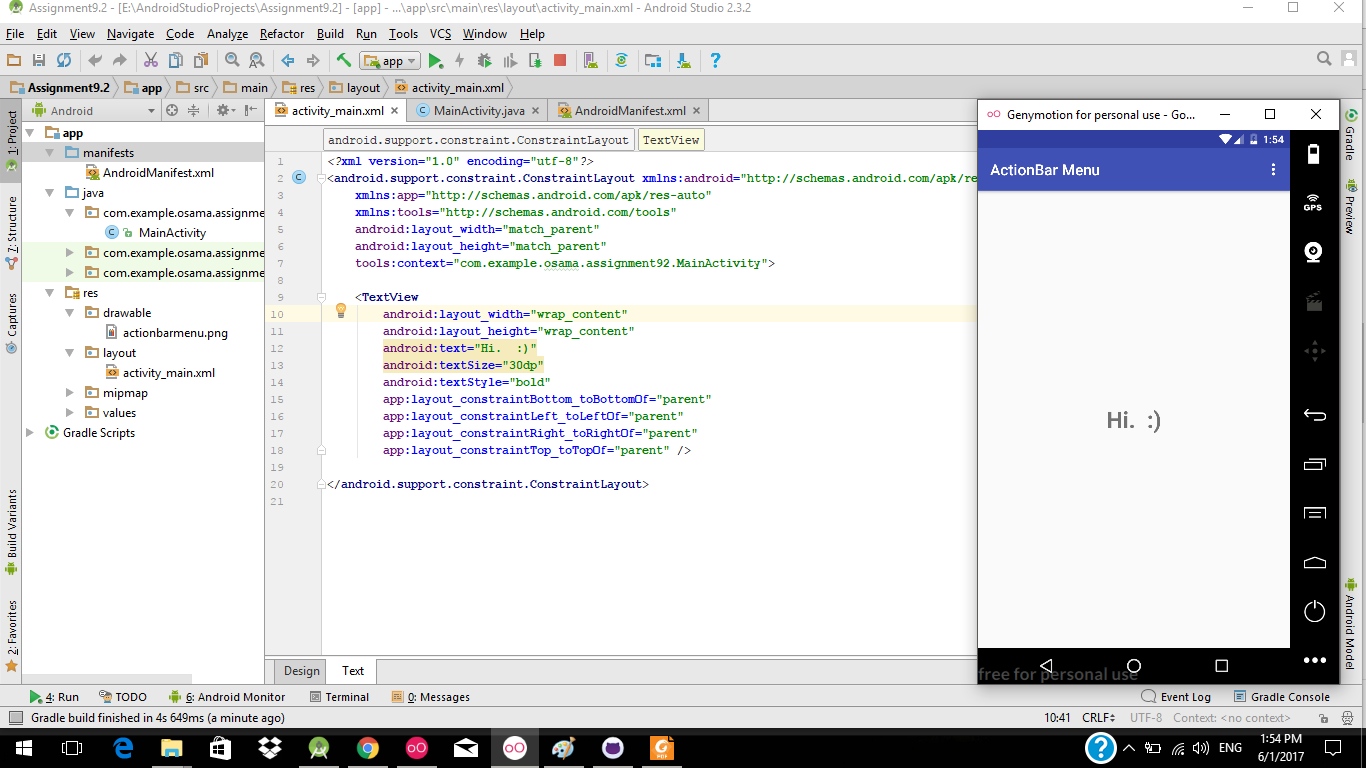 Assignment9.2 - [E:\AndroidStudioProjects\Assignment9.2] - [app] - ...\app\src\main\res\layout\activity_main.xml - Android Studio 2.3.2
File Edit View Navigate Code Analyze Refactor Build Run Tools VCS Window Help
app
Assignment9.2 app src main res layout activity_main.xml
Android
activity_main.xml MainActivity.java AndroidManifest.xml
1: Project
7: Structure
Captures
Build Variants
2: Favorites
app
manifests
AndroidManifest.xml
java
com.example.osama.assignme
MainActivity
com.example.osama.assignme
com.example.osama.assignme
res
drawable
actionbarmenu.png
layout
activity_main.xml
mipmap
values
Gradle Scripts
android.support.constraint.ConstraintLayout TextView
1 <?xml version="1.0" encoding="utf-8"?>
2 <android.support.constraint.ConstraintLayout xmlns:android="http://schemas.android.com/apk/re
3 xmlns:app="http://schemas.android.com/apk/res-auto"
4 xmlns:tools="http://schemas.android.com/tools"
5 android:layout_width="match_parent"
6 android:layout_height="match_parent"
7 tools:context="com.example.osama.assignment92.MainActivity">
8
9 <TextView
10 android:layout_width="wrap_content"
11 android:layout_height="wrap_content"
12 android:text="Hi.  :)"
13 android:textSize="30dp"
14 android:textStyle="bold"
15 app:layout_constraintBottom_toBottomOf="parent"
16 app:layout_constraintLeft_toLeftOf="parent"
17 app:layout_constraintRight_toRightOf="parent"
18 app:layout_constraintTop_toTopOf="parent" />
19
20 </android.support.constraint.ConstraintLayout>
21
Design Text
Genymotion for personal use - Go...
1:54
ActionBar Menu
Hi.  :)
GPS
free for personal use
Gradle
Preview
Android Model
4: Run TODO 6: Android Monitor Terminal 0: Messages Event Log Gradle Console
Gradle build finished in 4s 649ms (a minute ago) 10:41 CRLF UTF-8 Context: <no context>
ENG
1:54 PM
6/1/2017
PDF